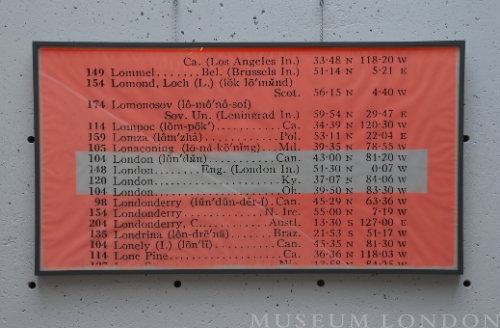 Ca. (Los Angeles In.) 33-48 N 118-20 W
149 Lommel.......Bel. (Brussels In.) 51-14 N 5-21 E
154 Lomond, Loch (L.) (lŏk lō'mŭnd)
Scot. 56-15 N 4-40 W
174 Lomonosov (lô-mô'nô-sof)
Sov. Un. (Leningrad In.) 59-54 N 29-47 E
114 Lompoc (lŏm-pōk')............Ca. 34-39 N 120-30 W
159 Lomza (lôm'zhä)..............Pol. 53-11 N 22-04 E
105 Lonaconing (lō-nȧ-kō'nĭng)..Md. 39-35 N 78-55 W
104 London (lŭn'dŭn)............Can. 43-00 N 81-20 W
148 London........Eng. (London In.) 51-30 N 0-07 W
120 London.....................Ky. 37-07 N 84-06 W
104 London.....................Oh. 39-50 N 83-30 W
98 Londonderry (lŭn'dŭn-dĕr-ĭ).Can. 45-29 N 63-36 W
154 Londonderry.............N. Ire. 55-00 N 7-19 W
204 Londonderry, C...........Austl. 13-30 S 127-00 E
135 Londrina (lôn-drē'nä)......Braz. 21-53 S 51-17 W
104 Lonely (I.) (lōn'lĭ)........Can. 45-35 N 81-30 W
114 Lone Pine..................Ca. 36-36 N 118-03 W
MUSEUM LONDON